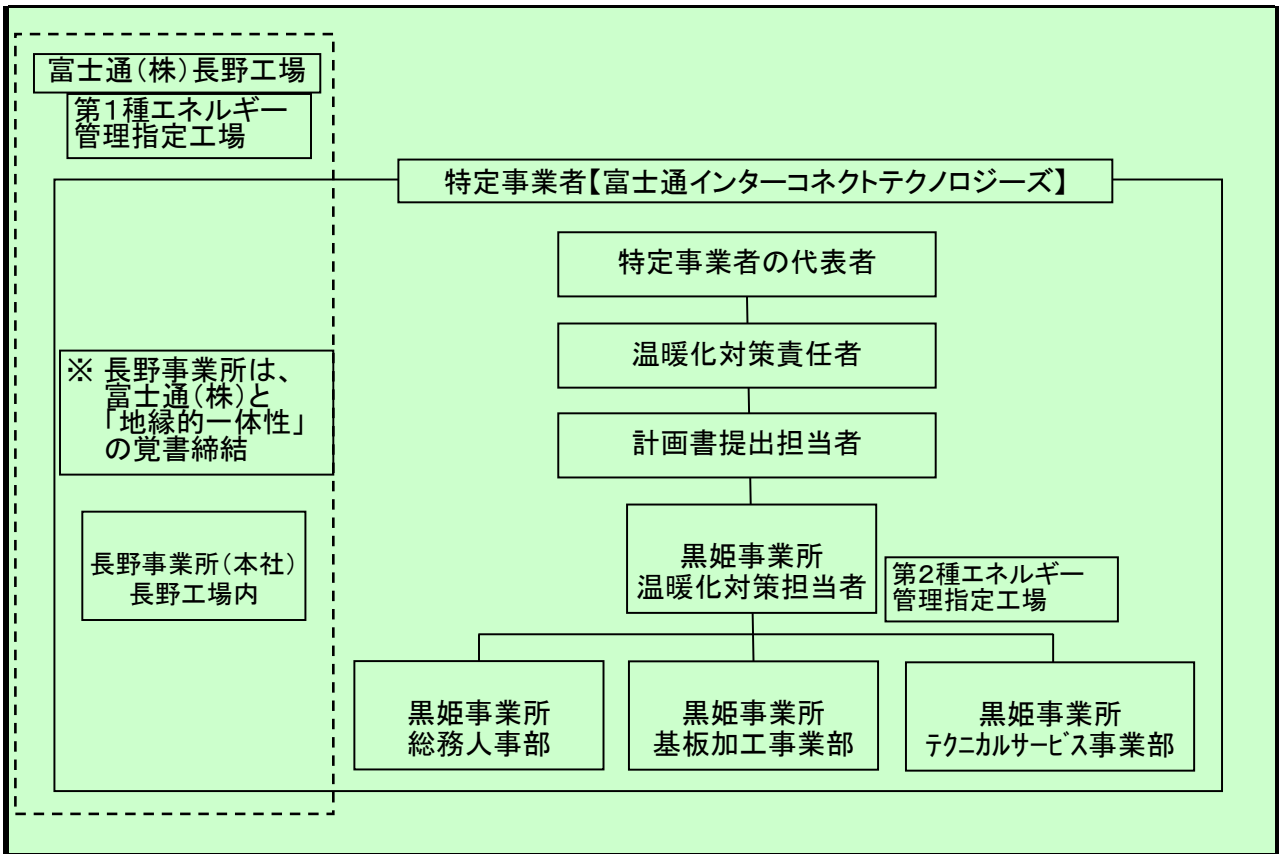 富士通(株)長野工場
第1種エネルギー
管理指定工場
特定事業者【富士通インターコネクトテクノロジーズ】
特定事業者の代表者
温暖化対策責任者
計画書提出担当者
※ 長野事業所は、
富士通(株)と
「地縁的一体性」
の覚書締結
長野事業所(本社)
長野工場内
黒姫事業所
温暖化対策担当者
第2種エネルギー
管理指定工場
黒姫事業所
総務人事部
黒姫事業所
基板加工事業部
黒姫事業所
テクニカルサービス事業部